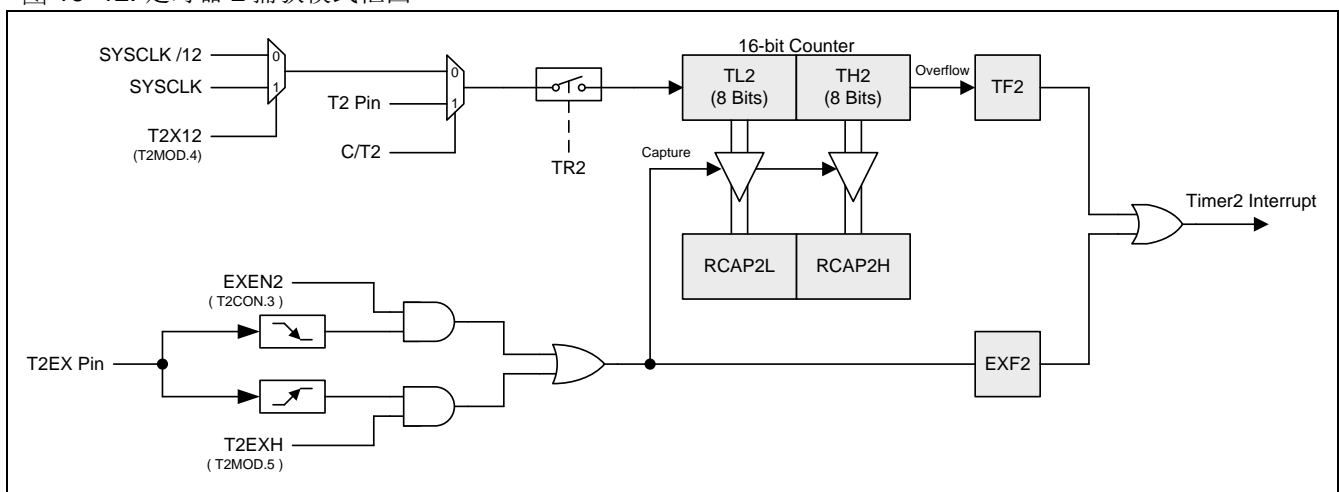 SYSCLK /12
SYSCLK
T2X12
(T2MOD.4)
0
1
T2 Pin
C/T2
0
1
TR2
16-bit Counter
TL2
(8 Bits)
TH2
(8 Bits)
Overflow
TF2
Capture
RCAP2L
RCAP2H
Timer2 Interrupt
EXEN2
( T2CON.3 )
T2EX Pin
T2EXH
( T2MOD.5 )
EXF2